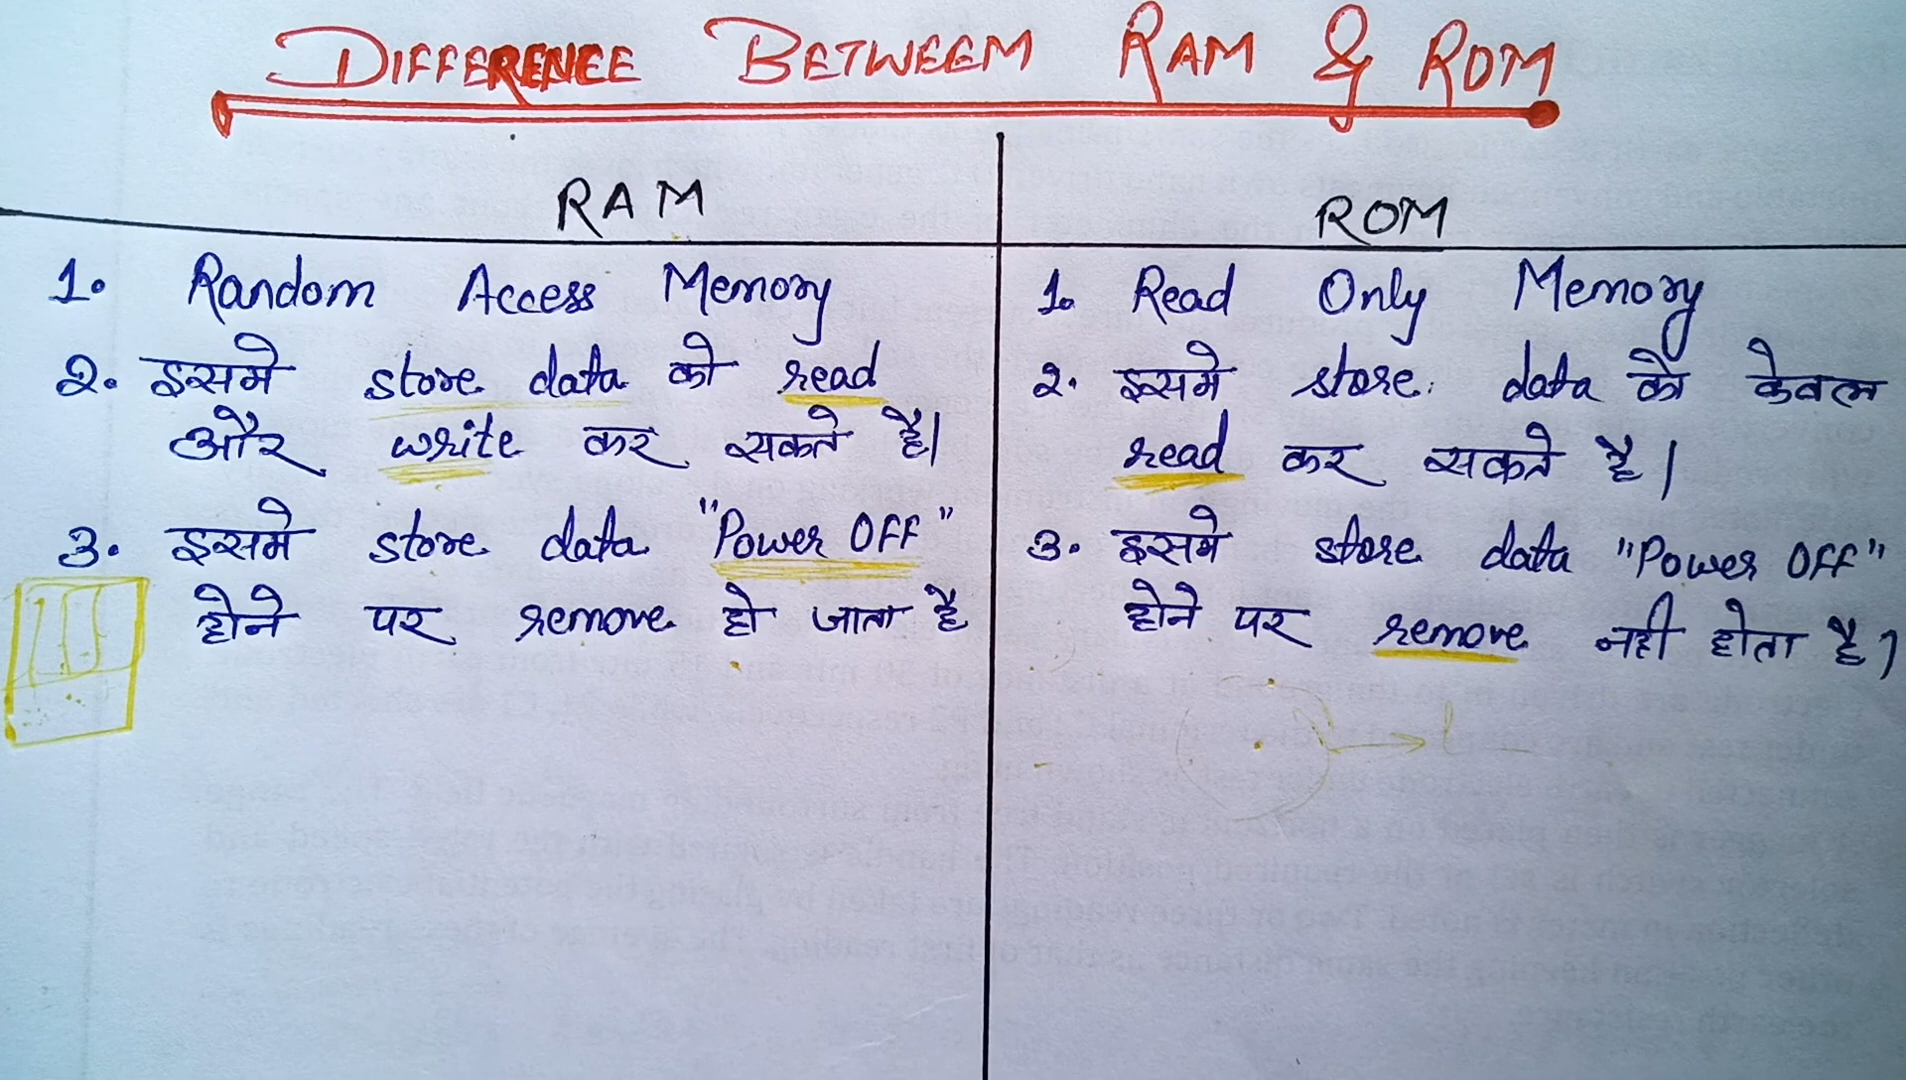 DIFFERENCE BETWEEM RAM & ROM
RAM
1. Random Access Memory
2. इसमे store data को read
और write कर सकते है।
3. इसमे store data "Power OFF"
होने पर remove हो जाता है
ROM
1. Read Only Memory
2. इसमे store data को केवल
read कर सकते है।
3. इसमे store data "Power OFF"
होने पर remove नही होता है।